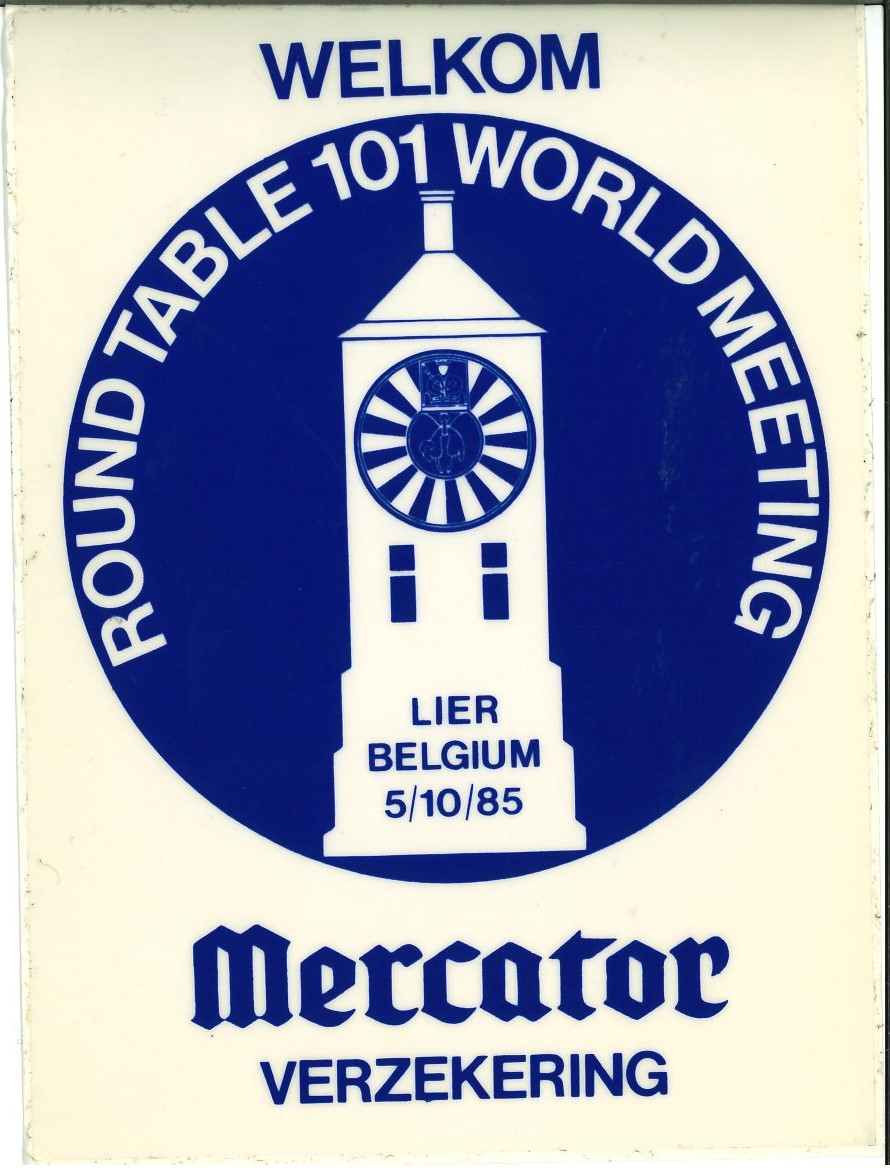 WELKOM
ROUND TABLE 101 WORLD MEETING
LIER
BELGIUM
5/10/85
Mercator
VERZEKERING